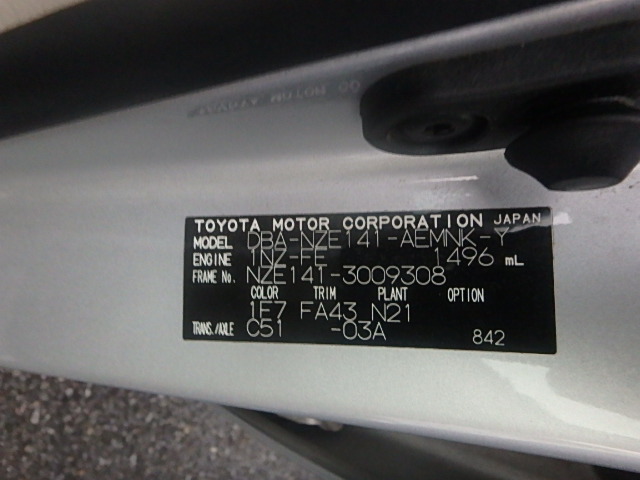 TOYOTA MOTOR CORPORATION JAPAN
MODEL DBA-NZE141-AEMNK-Y
ENGINE 1NZ-FE 1496 mL
FRAME No. NZE141-3009308
COLOR TRIM PLANT OPTION
1E7 FA43 N21
TRANS./AXLE C51 -03A
842